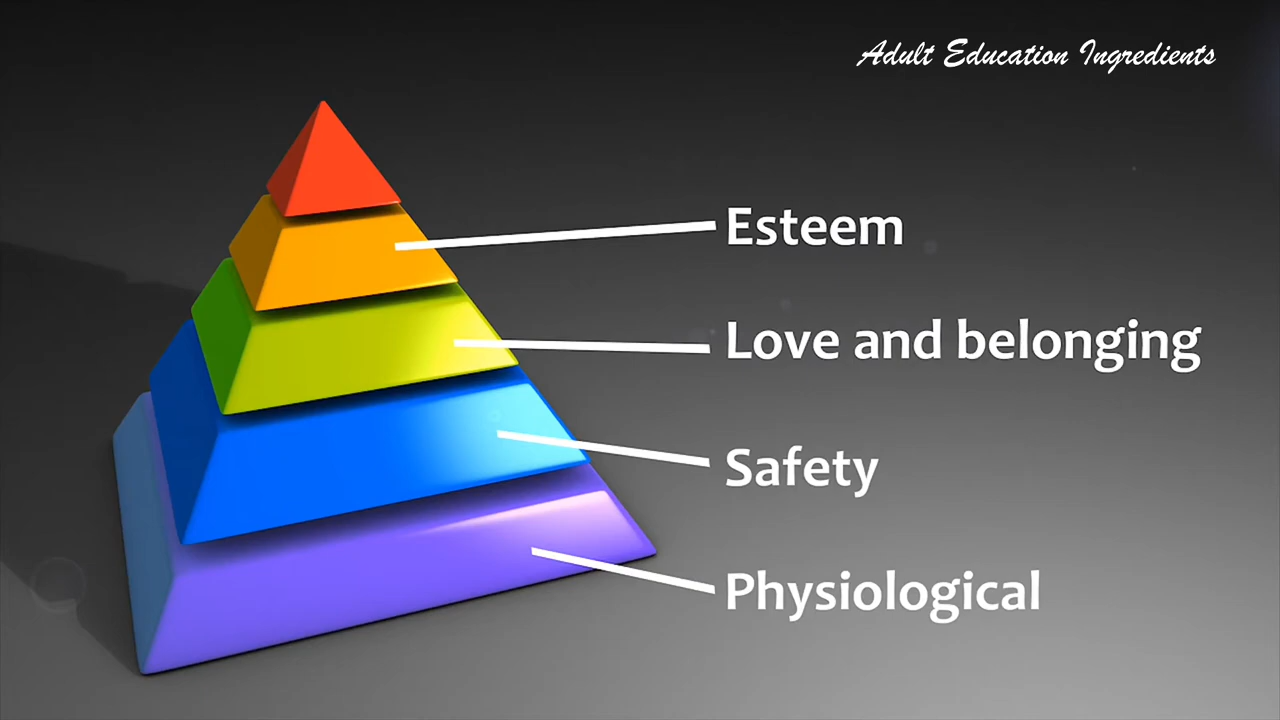 Adult Education Ingredients
Esteem
Love and belonging
Safety
Physiological